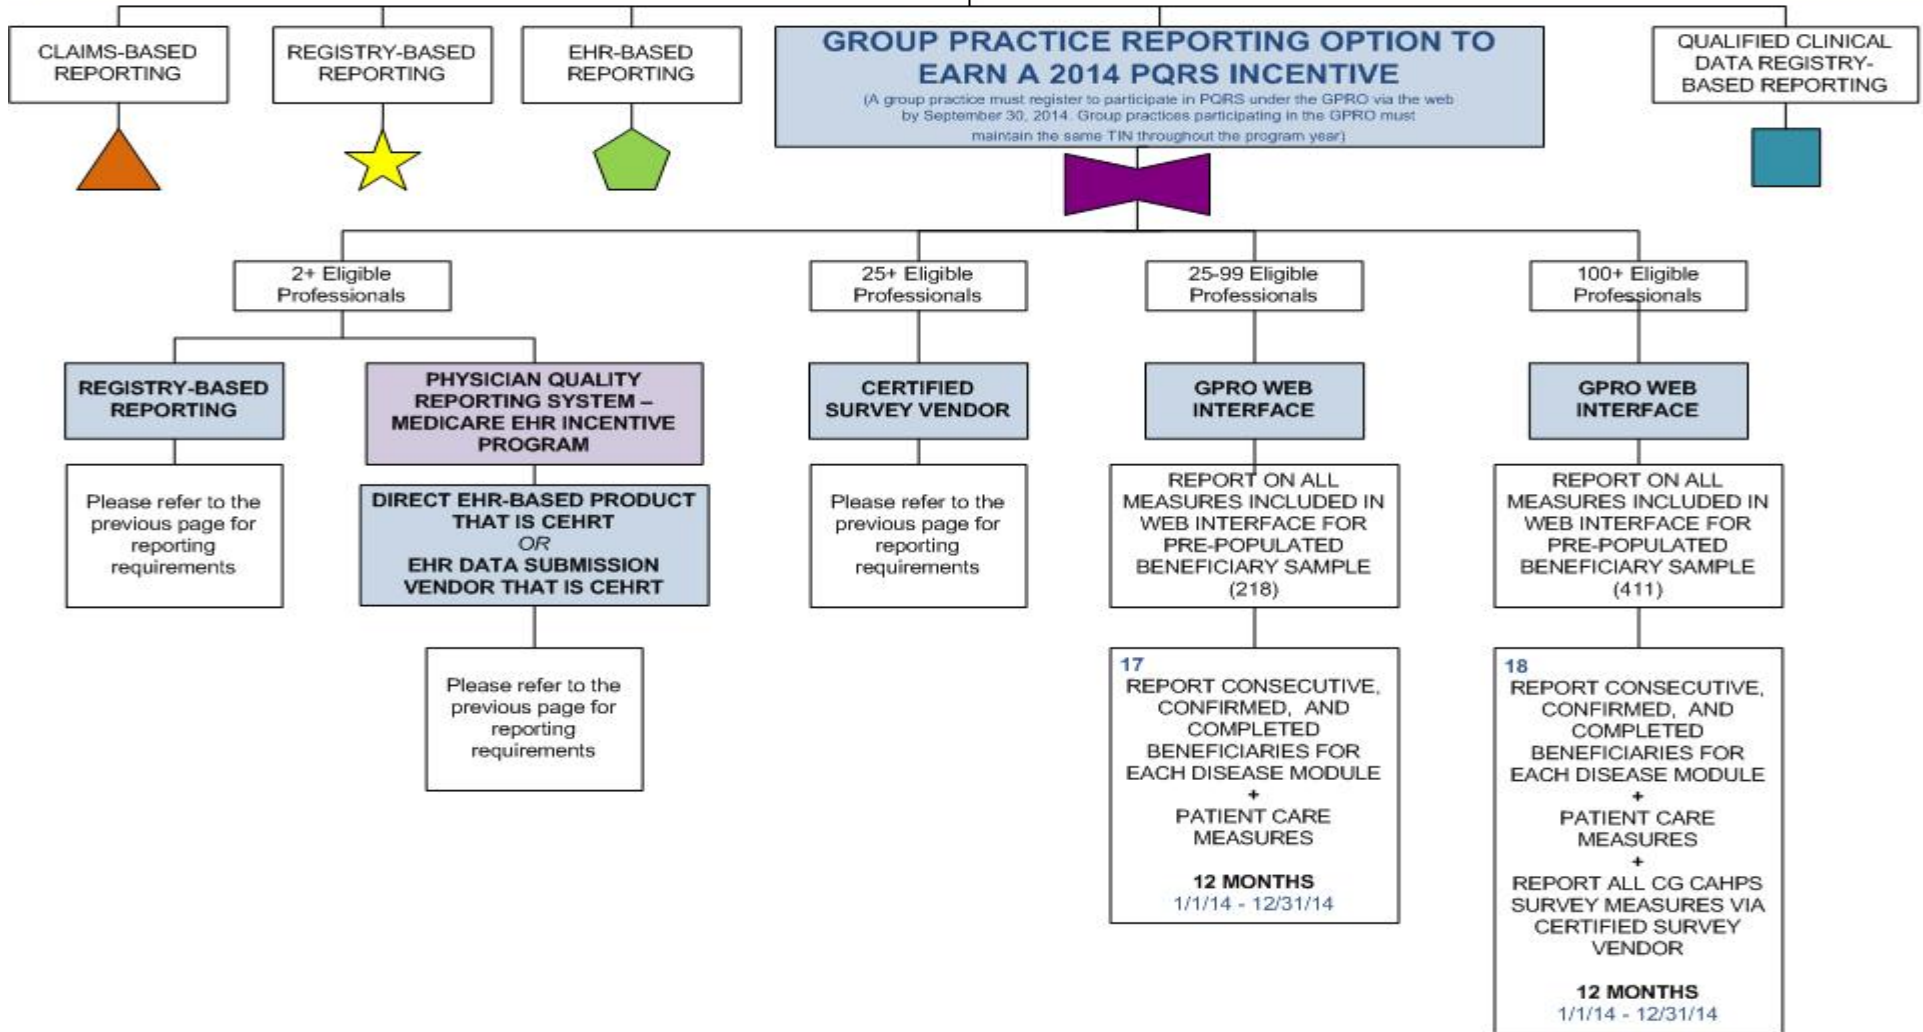 CLAIMS-BASED
REPORTING
REGISTRY-BASED
REPORTING
EHR-BASED
REPORTING
GROUP PRACTICE REPORTING OPTION TO
EARN A 2014 PQRS INCENTIVE
(A group practice must register to participate in PQRS under the GPRO via the web
by September 30, 2014. Group practices participating in the GPRO must
maintain the same TIN throughout the program year)
QUALIFIED CLINICAL
DATA REGISTRY-
BASED REPORTING
2+ Eligible
Professionals
25+ Eligible
Professionals
25-99 Eligible
Professionals
100+ Eligible
Professionals
REGISTRY-BASED
REPORTING
PHYSICIAN QUALITY
REPORTING SYSTEM –
MEDICARE EHR INCENTIVE
PROGRAM
CERTIFIED
SURVEY VENDOR
GPRO WEB
INTERFACE
GPRO WEB
INTERFACE
Please refer to the
previous page for
reporting
requirements
DIRECT EHR-BASED PRODUCT
THAT IS CEHRT
OR
EHR DATA SUBMISSION
VENDOR THAT IS CEHRT
Please refer to the
previous page for
reporting
requirements
REPORT ON ALL
MEASURES INCLUDED IN
WEB INTERFACE FOR
PRE-POPULATED
BENEFICIARY SAMPLE
(218)
REPORT ON ALL
MEASURES INCLUDED IN
WEB INTERFACE FOR
PRE-POPULATED
BENEFICIARY SAMPLE
(411)
Please refer to the
previous page for
reporting
requirements
17
REPORT CONSECUTIVE,
CONFIRMED, AND
COMPLETED
BENEFICIARIES FOR
EACH DISEASE MODULE
+
PATIENT CARE
MEASURES
12 MONTHS
1/1/14 - 12/31/14
18
REPORT CONSECUTIVE,
CONFIRMED, AND
COMPLETED
BENEFICIARIES FOR
EACH DISEASE MODULE
+
PATIENT CARE
MEASURES
+
REPORT ALL CG CAHPS
SURVEY MEASURES VIA
CERTIFIED SURVEY
VENDOR
12 MONTHS
1/1/14 - 12/31/14